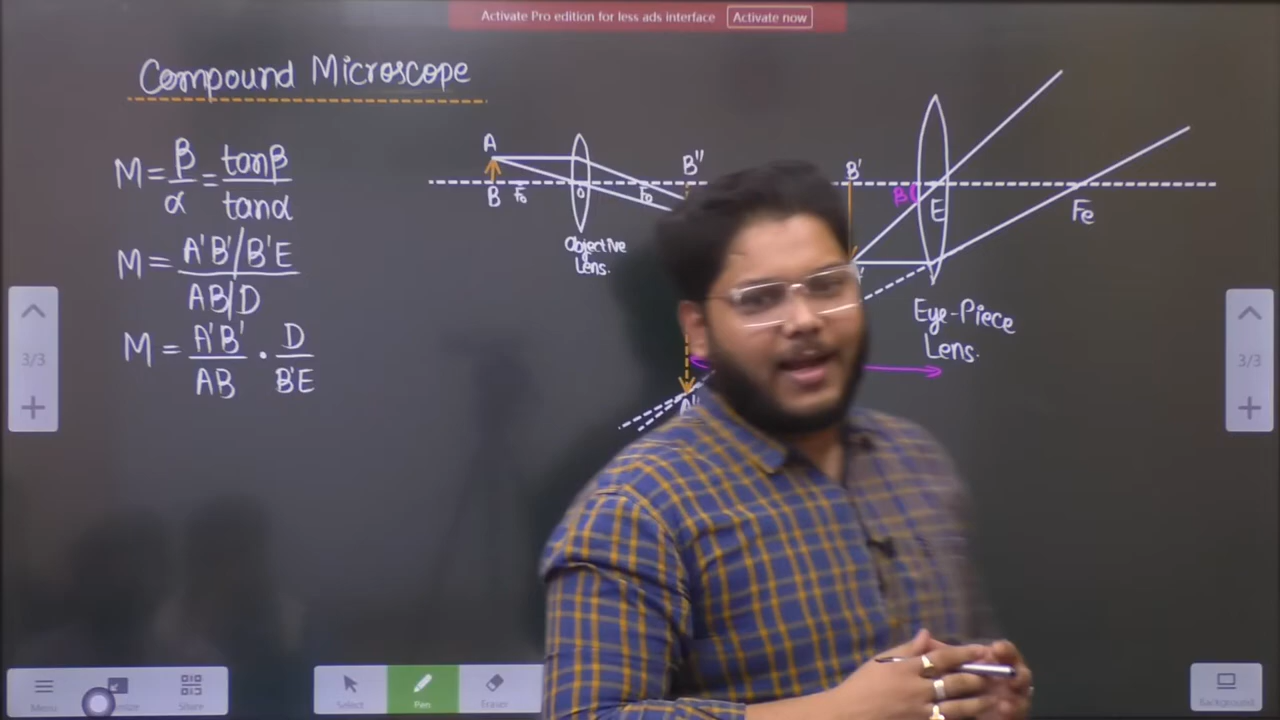 Activate Pro edition for less ads interface Activate now
Compound Microscope
M = β/α = tanβ/tanα
M = A'B'/B'E / AB/D
M = A'B'/AB · D/B'E
A
B
Fo
O
Fo
Objective
Lens.
B''
A''
B'
β
E
Fe
Eye-Piece
Lens.
3/3
3/3
Menu
Share
Select
Pen
Eraser
Background